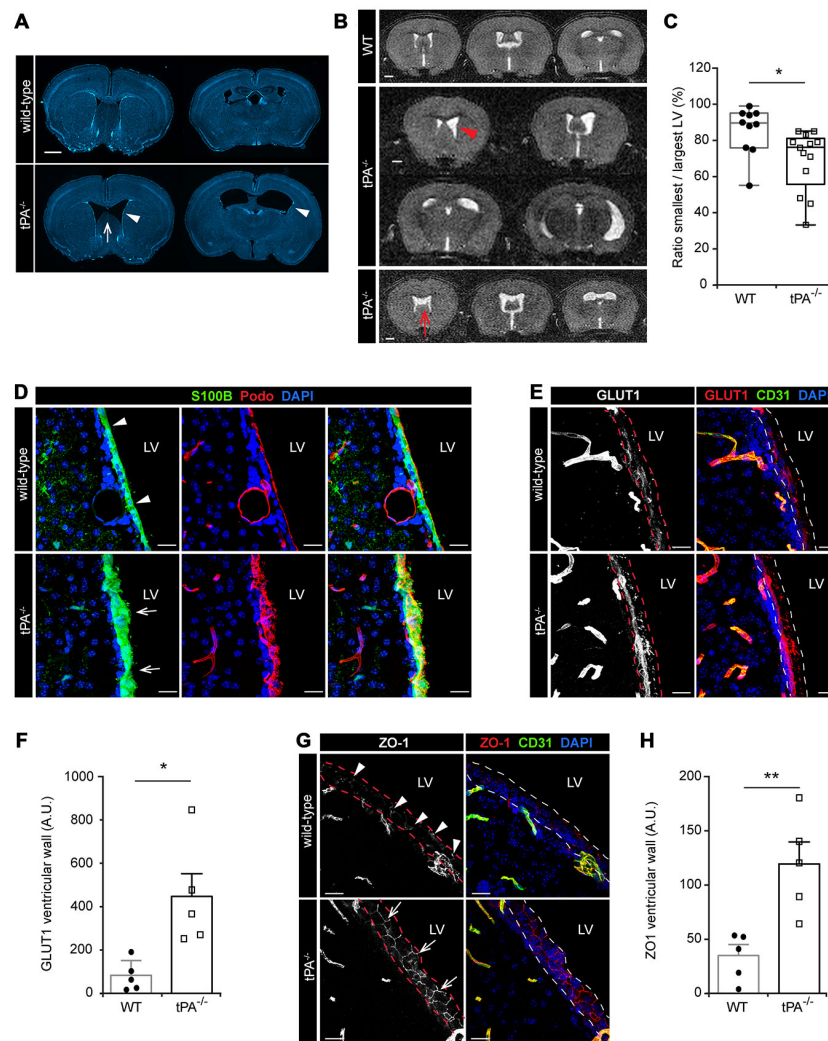 A
wild-type
tPA-/-
B
WT
tPA-/-
tPA-/-
C
Ratio smallest / largest LV (%)
120
100
80
60
40
20
0
*
WT
tPA-/-
D
S100B Podo DAPI
wild-type
LV
LV
LV
tPA-/-
LV
LV
LV
E
GLUT1
GLUT1 CD31 DAPI
wild-type
LV
LV
tPA-/-
LV
LV
F
GLUT1 ventricular wall (A.U.)
1000
800
600
400
200
0
*
WT
tPA-/-
G
ZO-1
ZO-1 CD31 DAPI
wild-type
LV
LV
tPA-/-
LV
LV
H
ZO1 ventricular wall (A.U.)
200
150
100
50
0
**
WT
tPA-/-